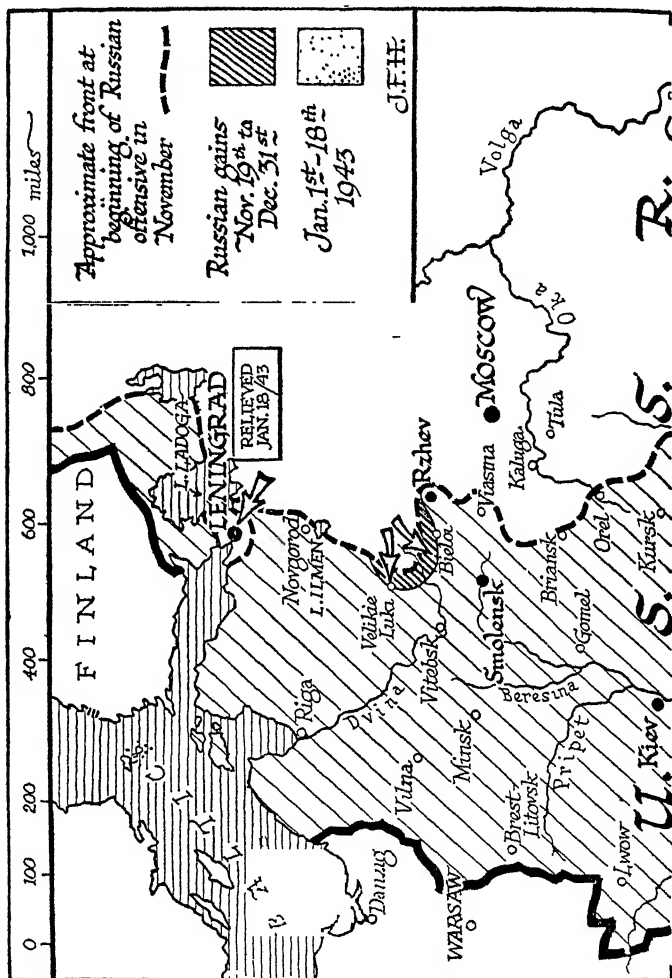 0 100 200 400 600 800 1,000 miles
Approximate front at
beginning of Russian
offensive in
November
Russian gains
Nov. 19th to
Dec. 31st
Jan. 1st-18th
1943
J.F.H.
FINLAND
L. LADOGA
LENINGRAD
RELIEVED
JAN. 18/43
BALTIC
Novgorod
L. ILMEN
Riga
Dvina
Velikie
Luki
Rzhev
Bieloi
Vitebsk
Viasma
MOSCOW
Volga
Oka
Kaluga
Tula
Smolensk
Danzig
Vilna
Minsk
Beresina
WARSAW
Brest-
Litovsk
Pripet
Gomel
Briansk
Orel
Kursk
Lwow
Kiev
U. S. S. R.